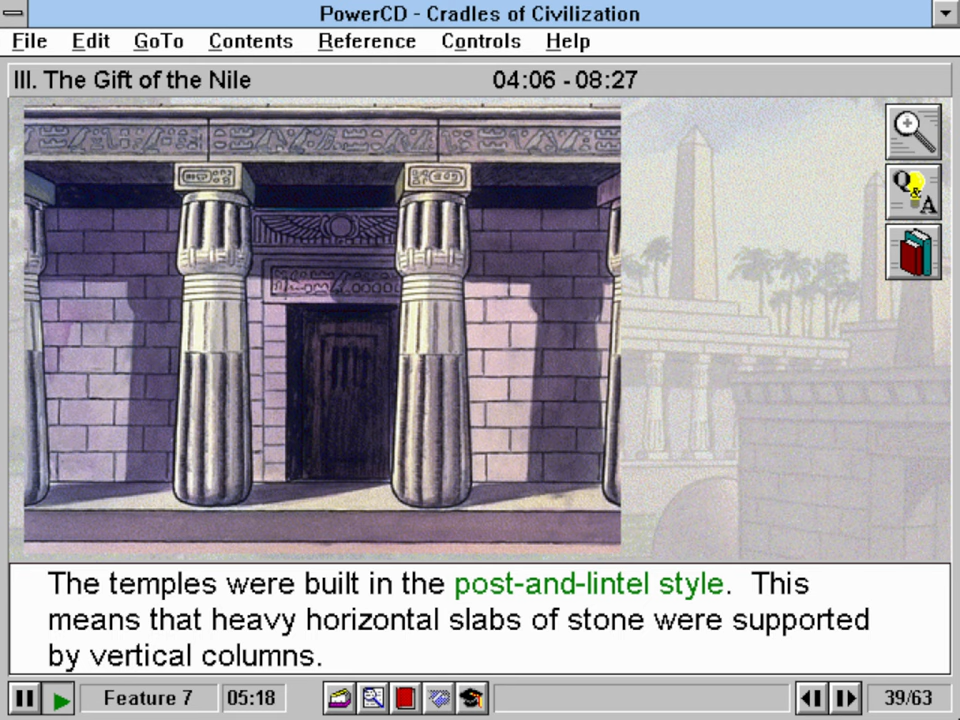 PowerCD - Cradles of Civilization
File Edit GoTo Contents Reference Controls Help
III. The Gift of the Nile 04:06 - 08:27
Q & A
The temples were built in the post-and-lintel style. This
means that heavy horizontal slabs of stone were supported
by vertical columns.
Feature 7 05:18 39/63